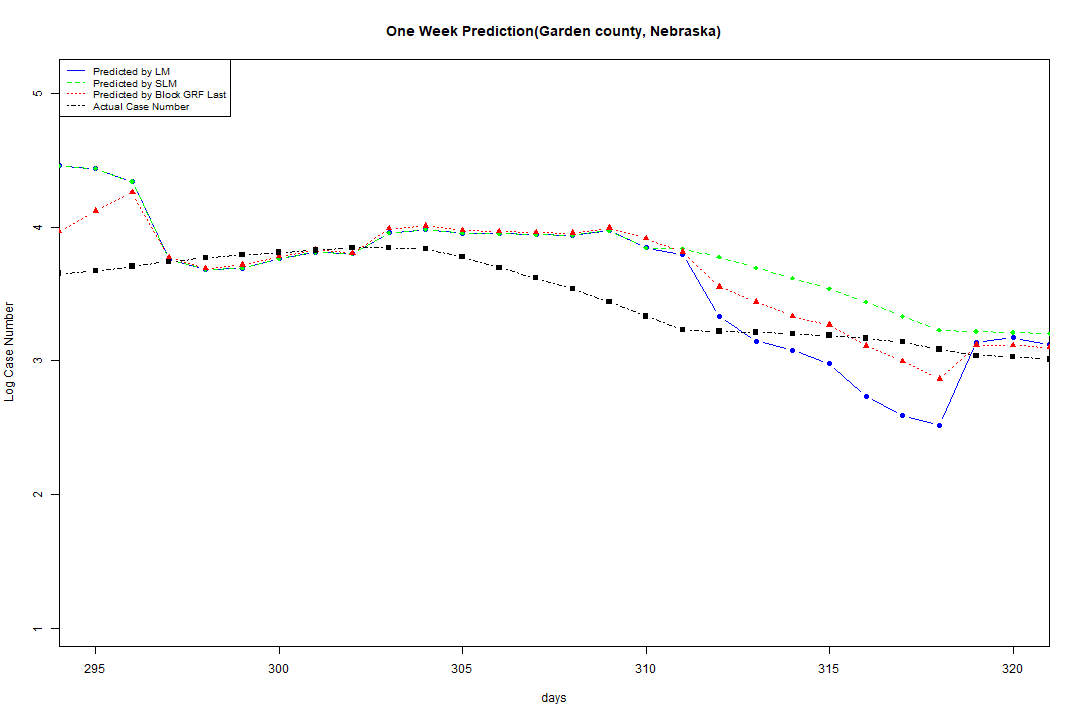 One Week Prediction(Garden county, Nebraska)
Predicted by LM
Predicted by SLM
Predicted by Block GRF Last
Actual Case Number
5
4
3
2
1
Log Case Number
295 300 305 310 315 320
days